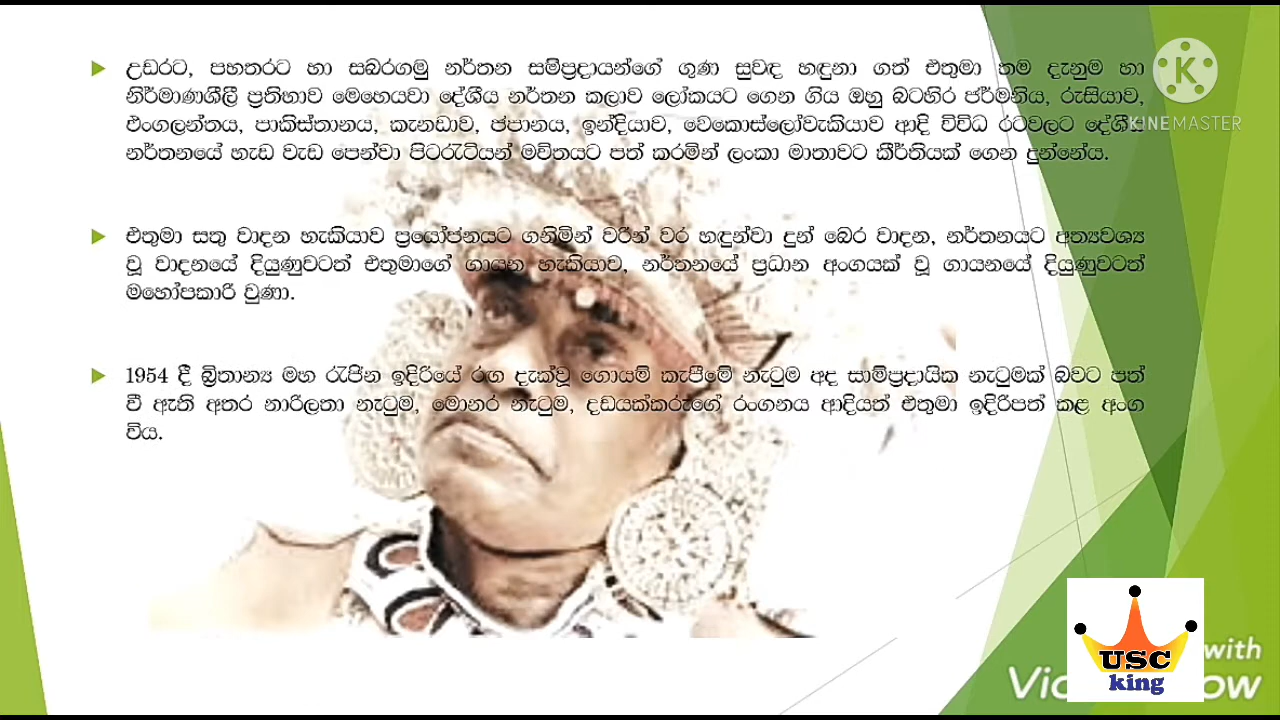 උඩරට, පහතරට හා සබරගමු නර්තන සම්ප්‍රදායන්ගේ ගුණ සුවඳ හඳුනා ගත් එතුමා තම දැනුම හා
නිර්මාණශීලී ප්‍රතිභාව මෙහෙයවා දේශීය නර්තන කලාව ලෝකයට ගෙන ගිය ඔහු බටහිර ජර්මනිය, රුසියාව,
එංගලන්තය, පාකිස්තානය, කැනඩාව, ජපානය, ඉන්දියාව, චෙකොස්ලෝවැකියාව ආදි විවිධ රටවලට දේශීය
නර්තනයේ හැඩ වැඩ පෙන්වා පිටරැටියන් මවිතයට පත් කරමින් ලංකා මාතාවට කීර්තියක් ගෙන දුන්නේය.
එතුමා සතු වාදන හැකියාව ප්‍රයෝජනයට ගනිමින් වරින් වර හඳුන්වා දුන් බෙර වාදන, නර්තනයට අත්‍යවශ්‍ය
වූ වාදනයේ දියුණුවටත් එතුමාගේ ගායන හැකියාව, නර්තනයේ ප්‍රධාන අංගයක් වූ ගායනයේ දියුණුවටත්
මහෝපකාරී වුණා.
1954 දී බ්‍රිතාන්‍ය මහ රැජින ඉදිරියේ රඟ දැක්වූ ගොයම් කැපීමේ නැටුම අද සාම්ප්‍රදායික නැටුමක් බවට පත්
වී ඇති අතර නාරිලතා නැටුම, මොනර නැටුම, දඩයක්කරුගේ රංගනය ආදියත් එතුමා ඉදිරිපත් කළ අංග
විය.
K
KINEMASTER
USC
king
with